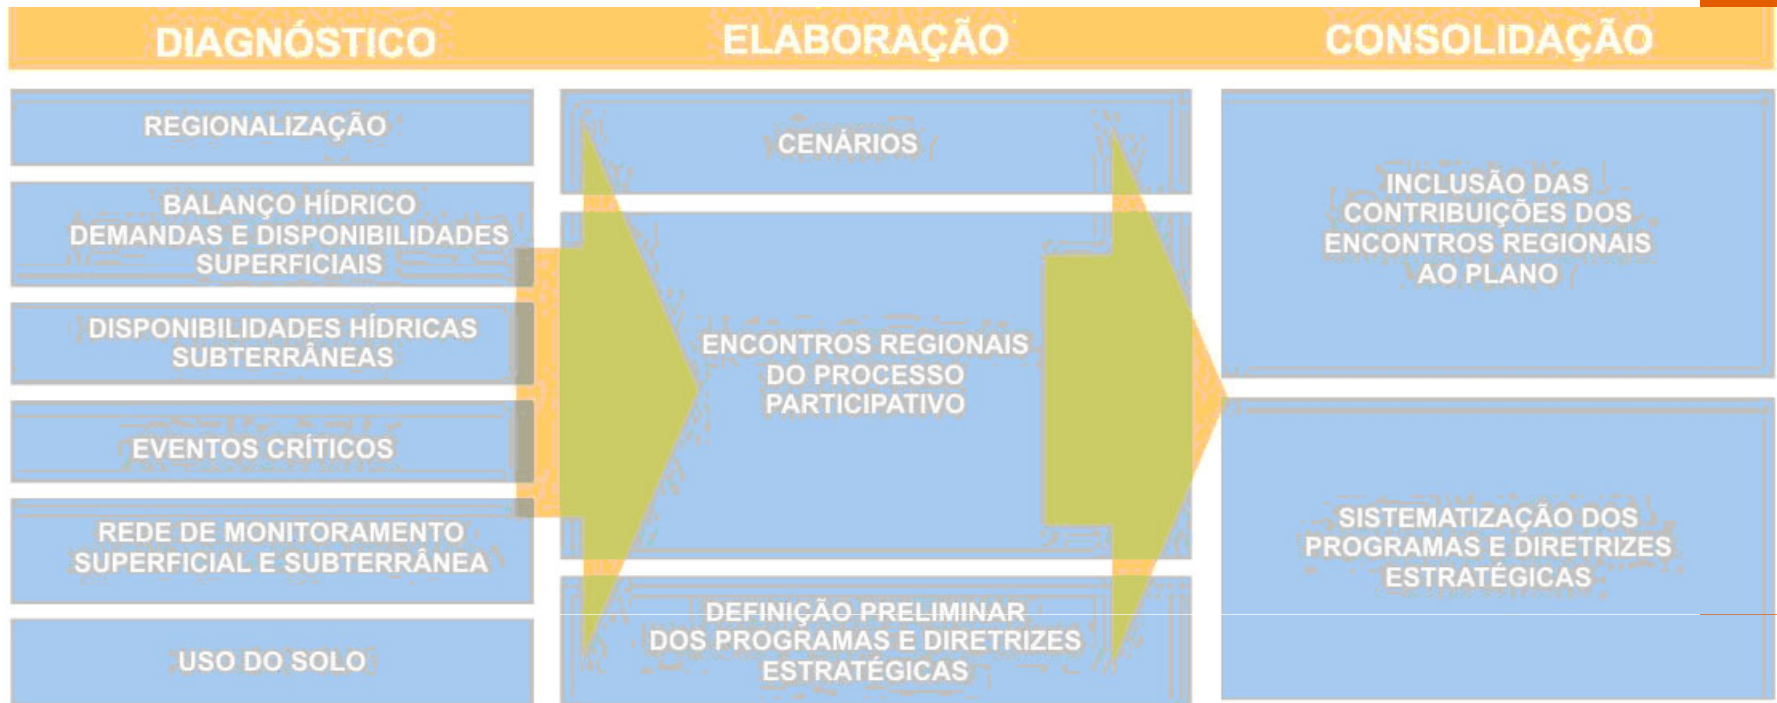 DIAGNÓSTICO
ELABORAÇÃO
CONSOLIDAÇÃO
REGIONALIZAÇÃO
BALANÇO HÍDRICO
DEMANDAS E DISPONIBILIDADES
SUPERFICIAIS
DISPONIBILIDADES HÍDRICAS
SUBTERRÂNEAS
EVENTOS CRÍTICOS
REDE DE MONITORAMENTO
SUPERFICIAL E SUBTERRÂNEA
USO DO SOLO
CENÁRIOS
ENCONTROS REGIONAIS
DO PROCESSO
PARTICIPATIVO
DEFINIÇÃO PRELIMINAR
DOS PROGRAMAS E DIRETRIZES
ESTRATÉGICAS
INCLUSÃO DAS
CONTRIBUIÇÕES DOS
ENCONTROS REGIONAIS
AO PLANO
SISTEMATIZAÇÃO DOS
PROGRAMAS E DIRETRIZES
ESTRATÉGICAS